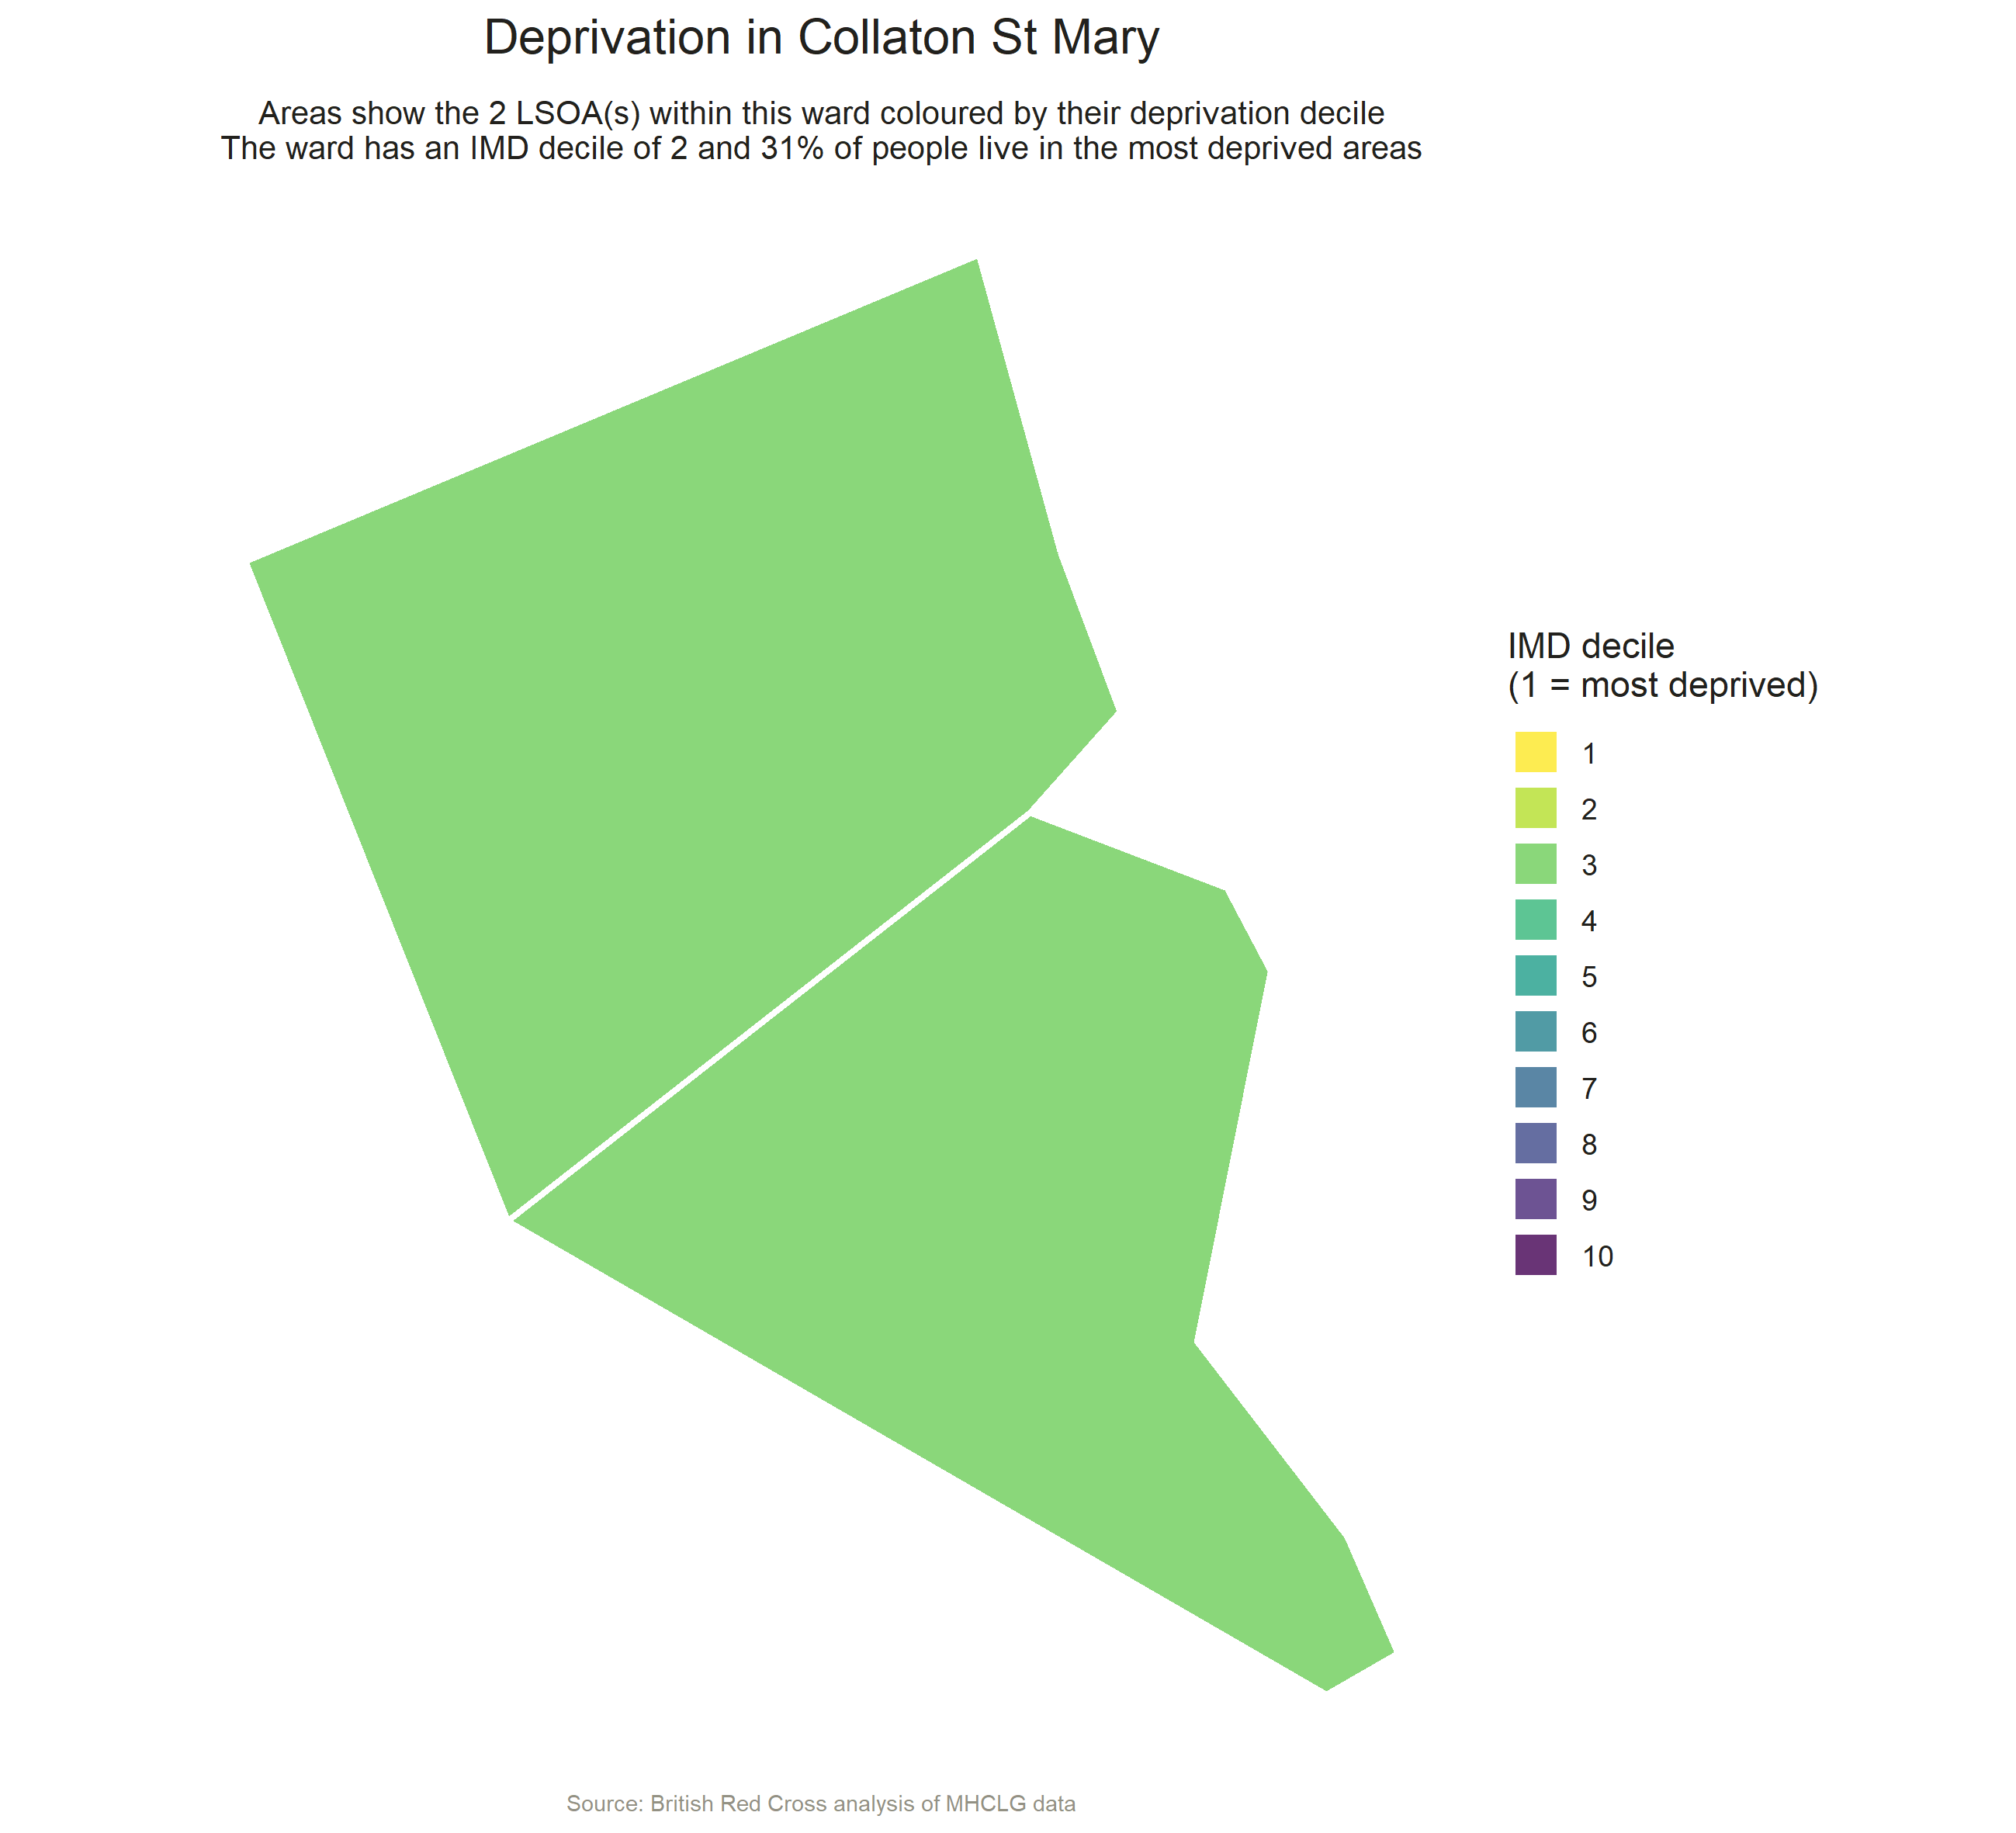 Deprivation in Collaton St Mary
Areas show the 2 LSOA(s) within this ward coloured by their deprivation decile
The ward has an IMD decile of 2 and 31% of people live in the most deprived areas
IMD decile
(1 = most deprived)
1
2
3
4
5
6
7
8
9
10
Source: British Red Cross analysis of MHCLG data